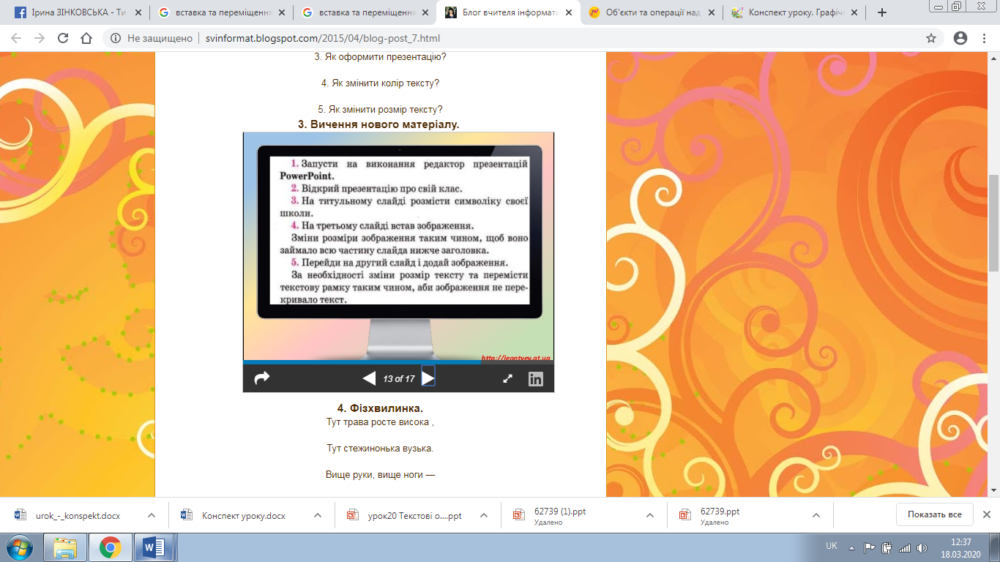 Ірина ЗІНКОВСЬКА - Ти
вставка та переміщення
вставка та переміщення
Блог вчителя інформати
Об'єкти та операції над
Конспект уроку. Графічн
Не защищено
svinformat.blogspot.com/2015/04/blog-post_7.html
3. Як оформити презентацію?
4. Як змінити колір тексту?
5. Як змінити розмір тексту?
3. Вичення нового матеріалу.
1. Запусти на виконання редактор презентацій
PowerPoint.
2. Відкрий презентацію про свій клас.
3. На титульному слайді розмісти символіку своєї
школи.
4. На третьому слайді встав зображення.
Зміни розміри зображення таким чином, щоб воно
займало всю частину слайда нижче заголовка.
5. Перейди на другий слайд і додай зображення.
За необхідності зміни розмір тексту та перемісти
текстову рамку таким чином, аби зображення не пере-
кривало текст.
http://leontyev.at.ua
13 of 17
in
4. Фізхвилинка.
Тут трава росте висока ,
Тут стежинонька вузька.
Вище руки, вище ноги —
urok_-_konspekt.docx
Конспект уроку.docx
урок20 Текстові о....ppt
62739 (1).ppt
Удалено
62739.ppt
Удалено
Показать все
UK
12:37
18.03.2020